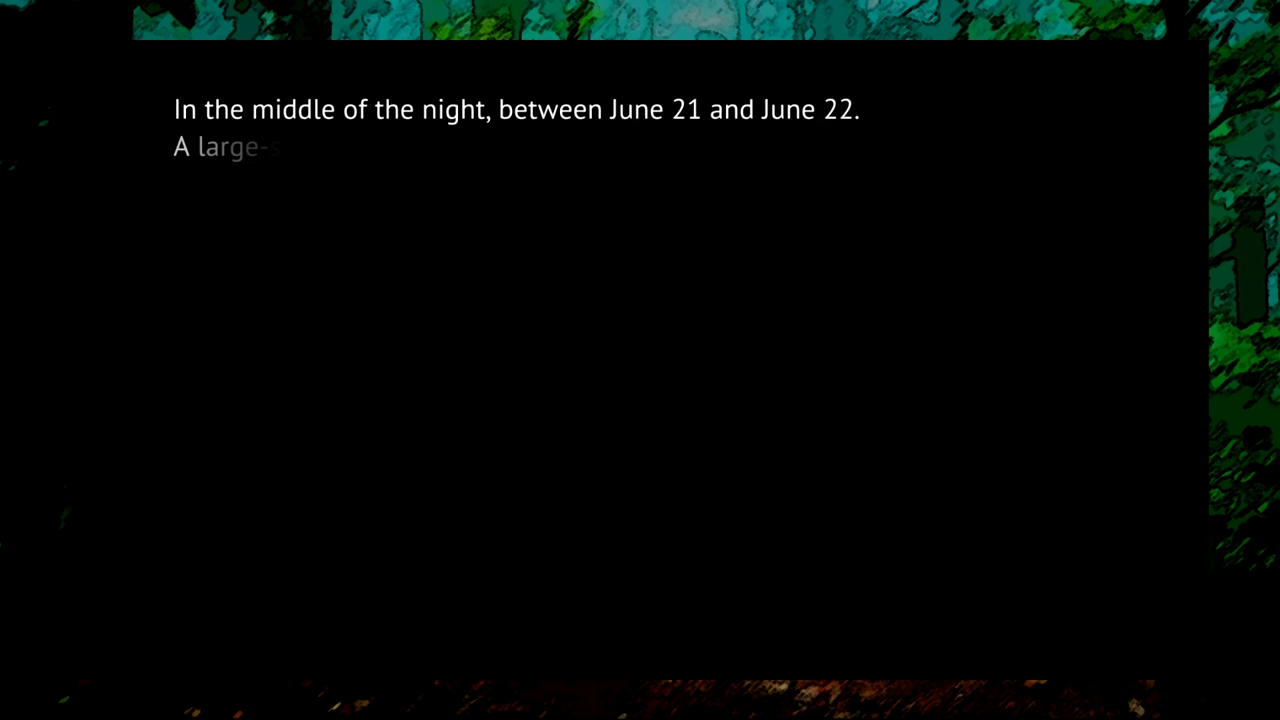 In the middle of the night, between June 21 and June 22.
A large-s